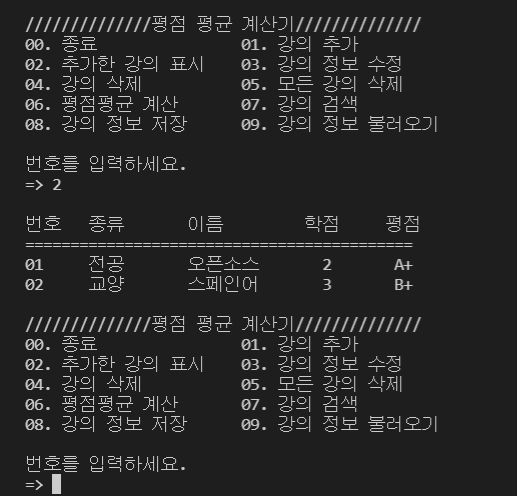 //////////////평점 평균 계산기//////////////
00. 종료 01. 강의 추가
02. 추가한 강의 표시 03. 강의 정보 수정
04. 강의 삭제 05. 모든 강의 삭제
06. 평점평균 계산 07. 강의 검색
08. 강의 정보 저장 09. 강의 정보 불러오기
번호를 입력하세요.
=> 2
번호 종류 이름 학점 평점
===========================================
01 전공 오픈소스 2 A+
02 교양 스페인어 3 B+
//////////////평점 평균 계산기//////////////
00. 종료 01. 강의 추가
02. 추가한 강의 표시 03. 강의 정보 수정
04. 강의 삭제 05. 모든 강의 삭제
06. 평점평균 계산 07. 강의 검색
08. 강의 정보 저장 09. 강의 정보 불러오기
번호를 입력하세요.
=>